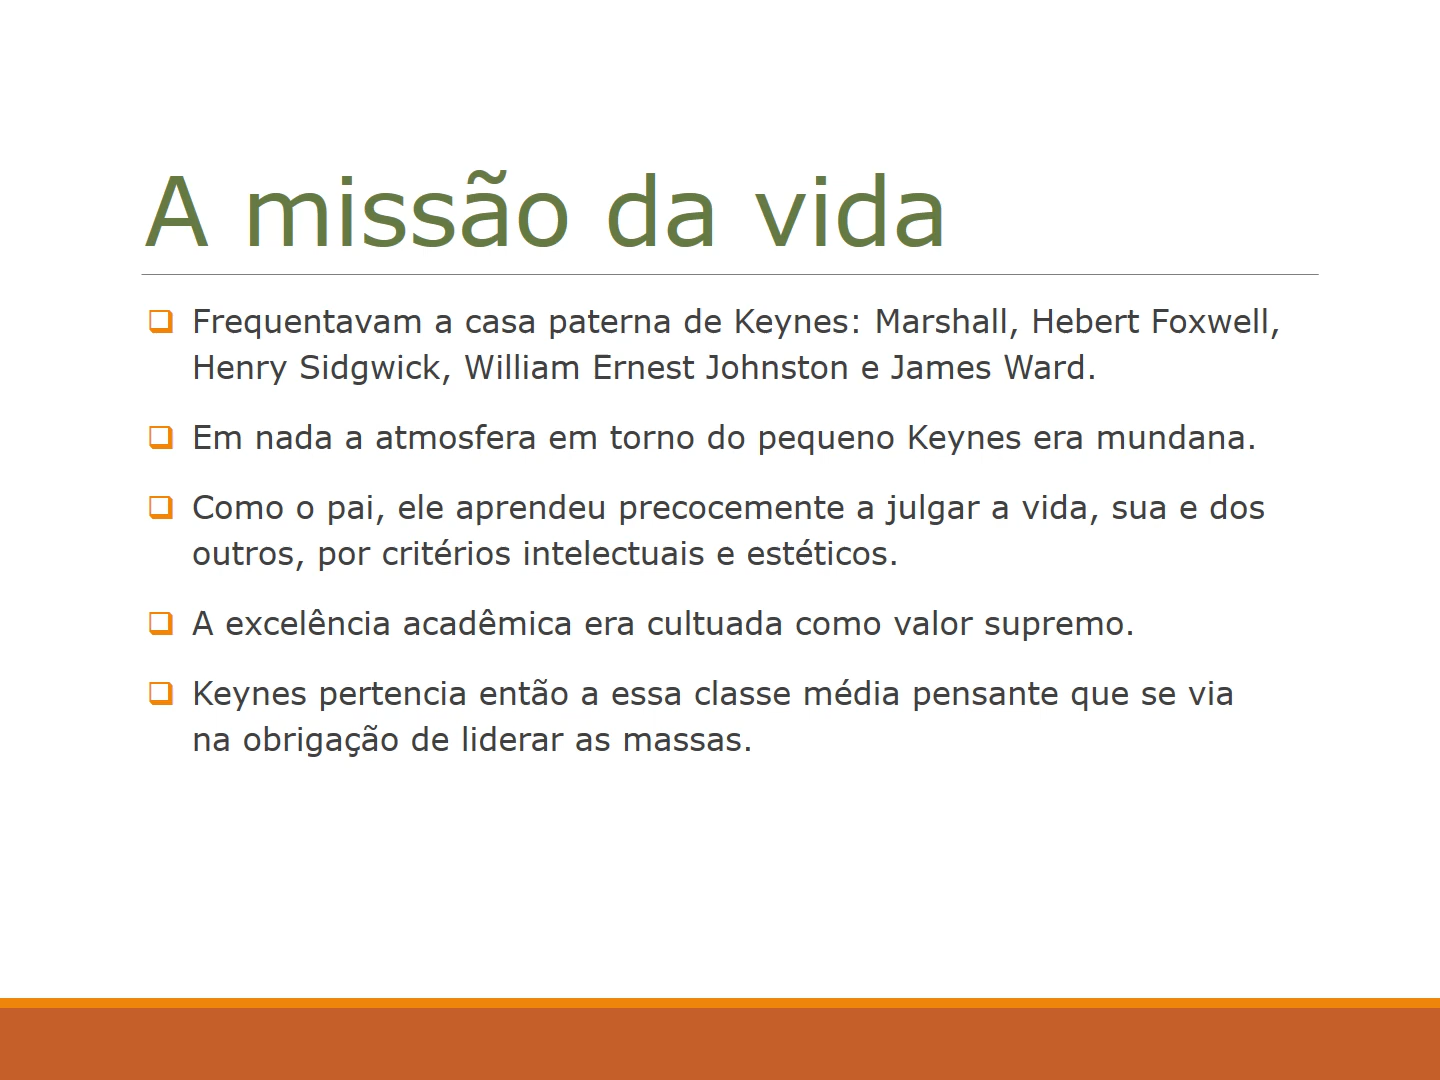 A missão da vida
Frequentavam a casa paterna de Keynes: Marshall, Hebert Foxwell,
Henry Sidgwick, William Ernest Johnston e James Ward.
Em nada a atmosfera em torno do pequeno Keynes era mundana.
Como o pai, ele aprendeu precocemente a julgar a vida, sua e dos
outros, por critérios intelectuais e estéticos.
A excelência acadêmica era cultuada como valor supremo.
Keynes pertencia então a essa classe média pensante que se via
na obrigação de liderar as massas.